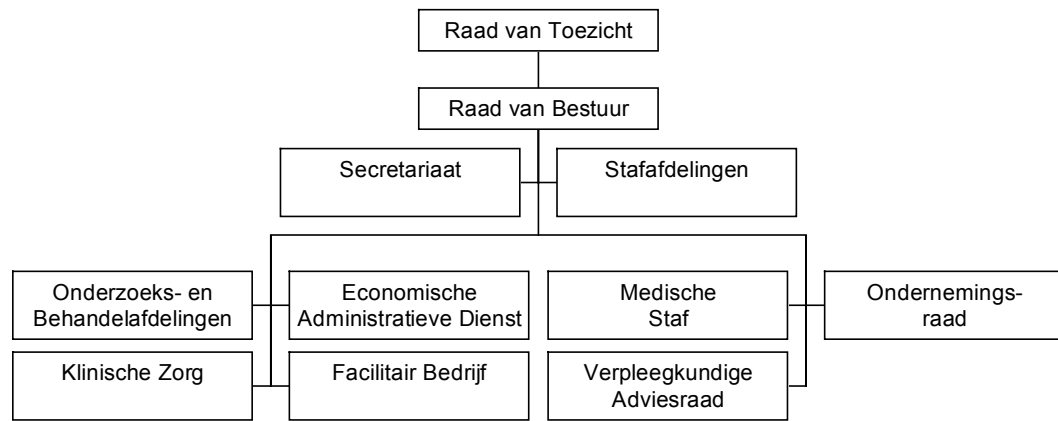 Raad van Toezicht
Raad van Bestuur
Secretariaat
Stafafdelingen
Onderzoeks- en
Behandelafdelingen
Economische
Administratieve Dienst
Medische
Staf
Ondernemings-
raad
Klinische Zorg
Facilitair Bedrijf
Verpleegkundige
Adviesraad